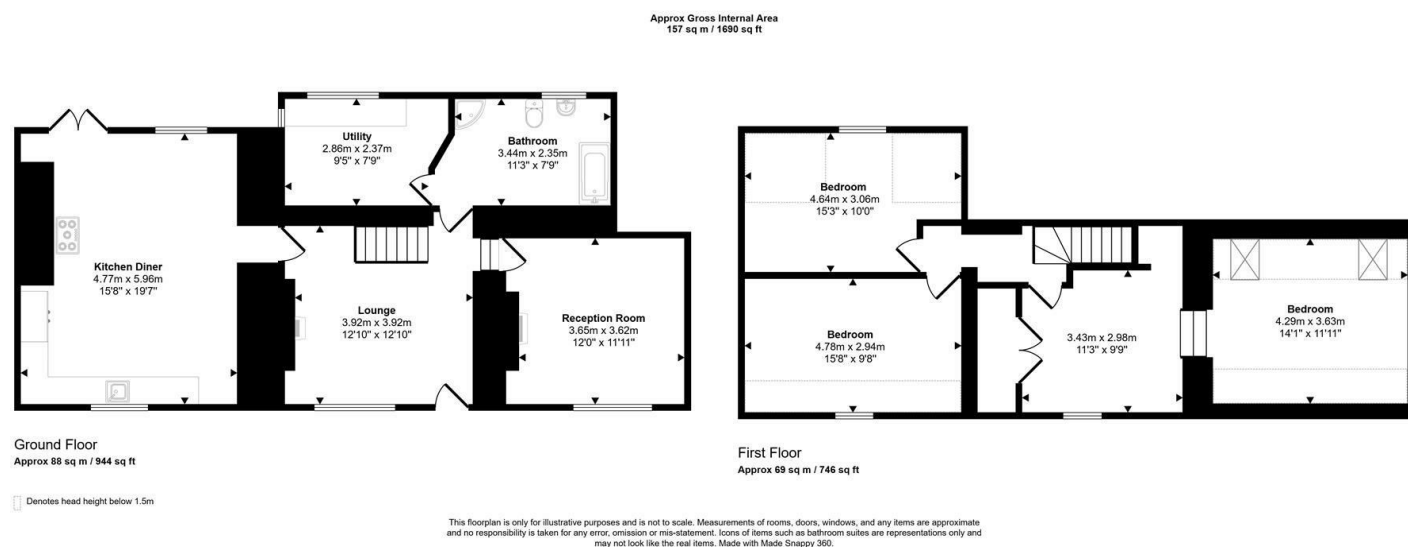 Approx Gross Internal Area
157 sq m / 1690 sq ft
Utility
2.86m x 2.37m
9'5" x 7'9"
Bathroom
3.44m x 2.35m
11'3" x 7'9"
Kitchen Diner
4.77m x 5.96m
15'8" x 19'7"
Lounge
3.92m x 3.92m
12'10" x 12'10"
Reception Room
3.65m x 3.62m
12'0" x 11'11"
Ground Floor
Approx 88 sq m / 944 sq ft
Denotes head height below 1.5m
Bedroom
4.64m x 3.06m
15'3" x 10'0"
Bedroom
4.78m x 2.94m
15'8" x 9'8"
3.43m x 2.98m
11'3" x 9'9"
Bedroom
4.29m x 3.63m
14'1" x 11'11"
First Floor
Approx 69 sq m / 746 sq ft
This floorplan is only for illustrative purposes and is not to scale. Measurements of rooms, doors, windows, and any items are approximate
and no responsibility is taken for any error, omission or mis-statement. Icons of items such as bathroom suites are representations only and
may not look like the real items. Made with Made Snappy 360.